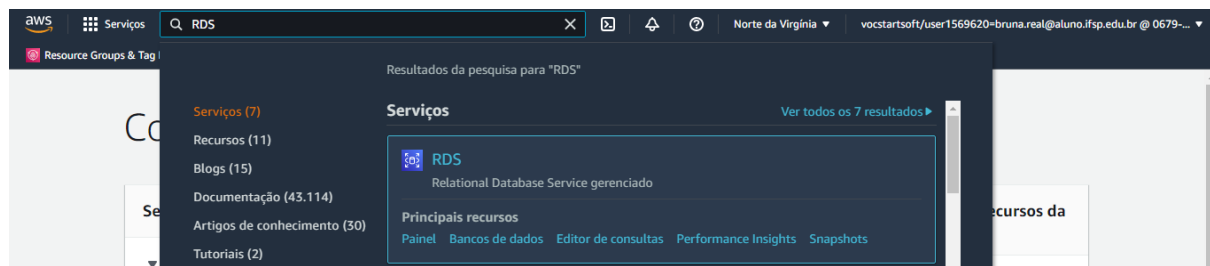 aws
Serviços
RDS
Norte da Virgínia ▼
vocstartsoft/user1569620=bruna.real@aluno.ifsp.edu.br @ 0679-... ▼
Resource Groups & Tag
Resultados da pesquisa para "RDS"
Serviços (7)
Recursos (11)
Blogs (15)
Documentação (43.114)
Artigos de conhecimento (30)
Tutoriais (2)
Serviços
Ver todos os 7 resultados ▶
RDS
Relational Database Service gerenciado
Principais recursos
Painel Bancos de dados Editor de consultas Performance Insights Snapshots
Co
Se
ecursos da